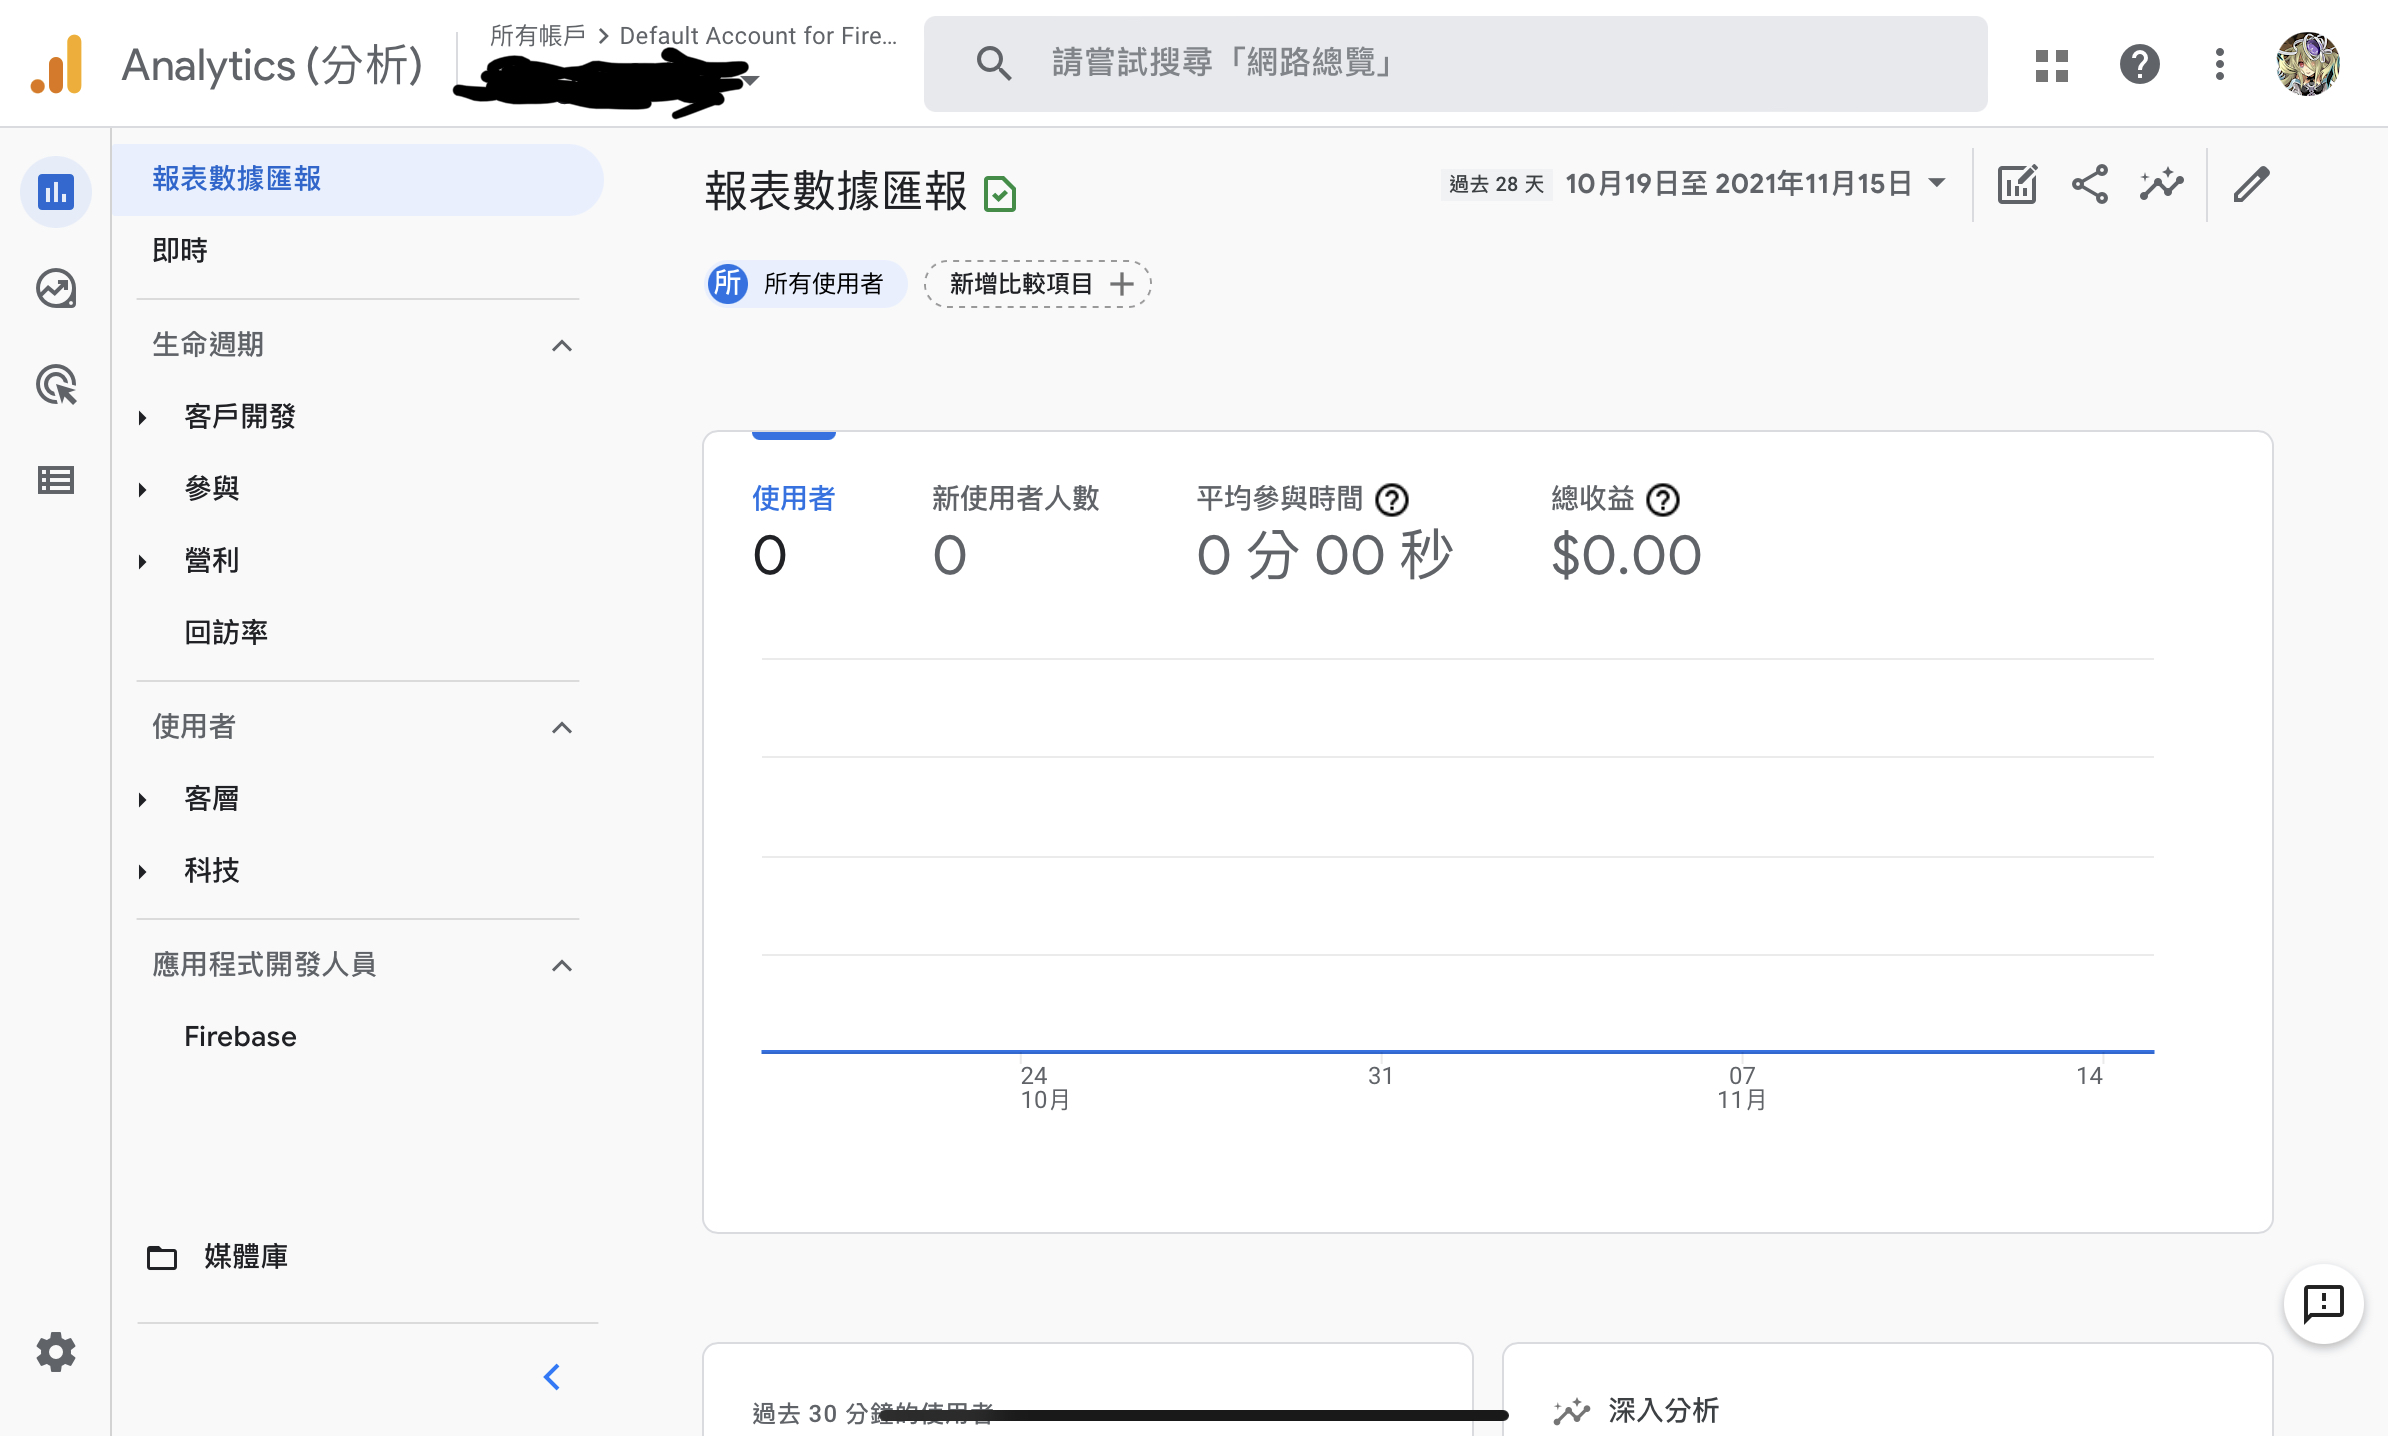 Analytics (分析)
所有帳戶 > Default Account for Fire...
請嘗試搜尋「網路總覽」
報表數據匯報
即時
生命週期
客戶開發
參與
營利
回訪率
使用者
客層
科技
應用程式開發人員
Firebase
媒體庫
報表數據匯報
過去 28 天 10月19日至 2021年11月15日
所 所有使用者 新增比較項目
使用者 新使用者人數 平均參與時間 總收益
0 0 0 分 00 秒 $0.00
24 31 07 14
10月 11月
過去 30 分鐘的使用者
深入分析